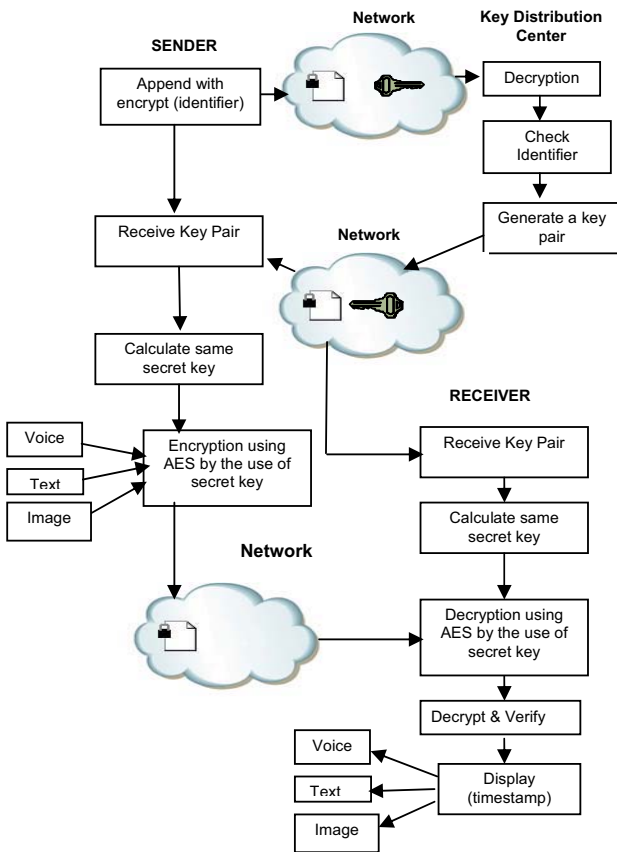 Network
Key Distribution
Center
SENDER
Append with
encrypt (identifier)
Decryption
Check
Identifier
Generate a key
pair
Receive Key Pair
Network
Calculate same
secret key
RECEIVER
Voice
Text
Image
Encryption using
AES by the use of
secret key
Receive Key Pair
Calculate same
secret key
Network
Decryption using
AES by the use of
secret key
Decrypt & Verify
Voice
Text
Image
Display
(timestamp)